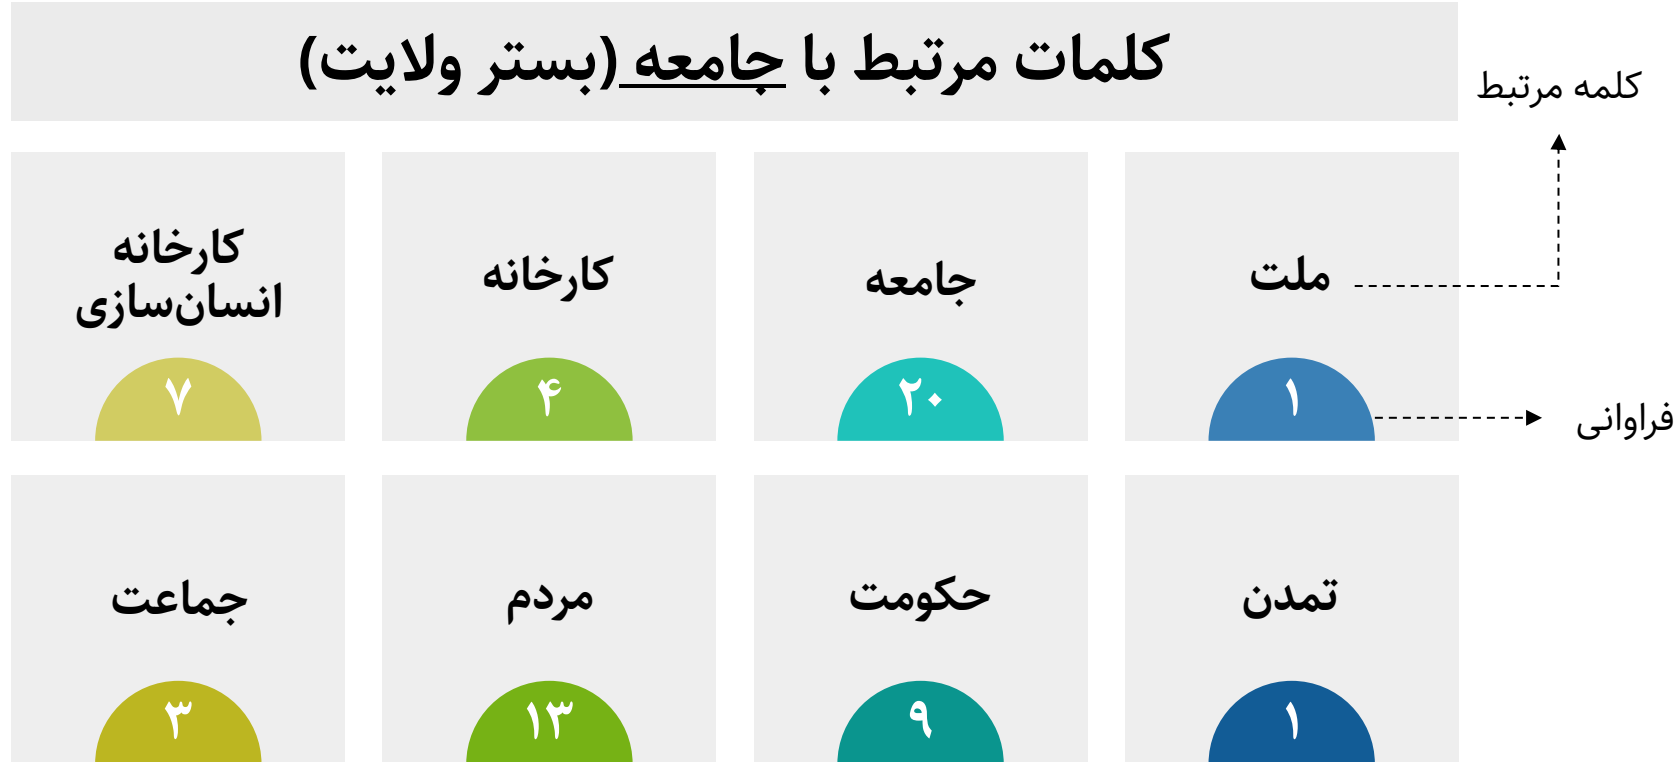 کلمات مرتبط با جامعه (بستر ولایت)
کلمه مرتبط
ملت
۱
جامعه
۲۰
کارخانه
۴
کارخانه
انسان‌سازی
۷
فراوانی
تمدن
۱
حکومت
۹
مردم
۱۳
جماعت
۳